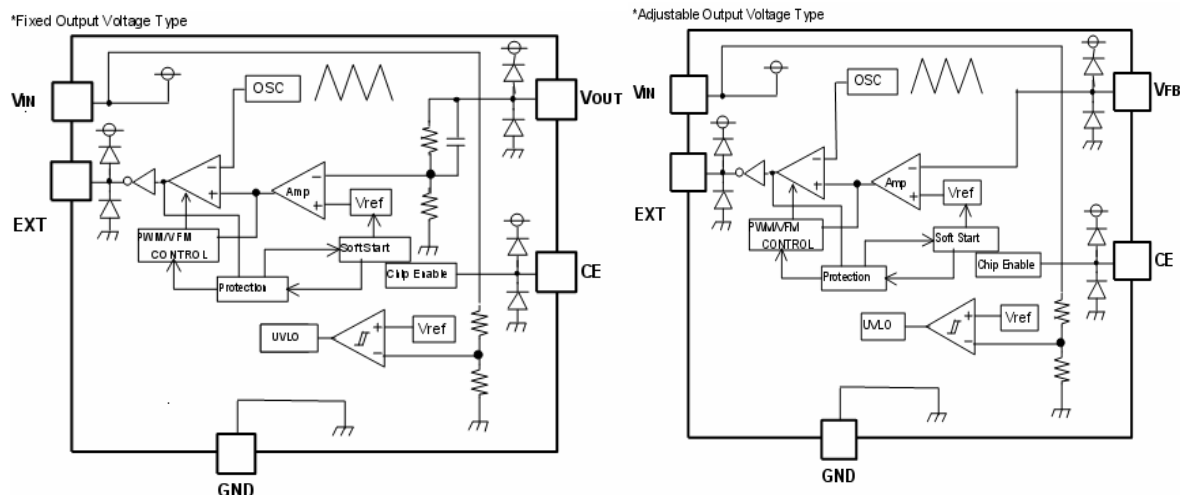 *Fixed Output Voltage Type
VIN
OSC
VOUT
Amp
Vref
EXT
PWM/VFM
CONTROL
Soft Start
Chip Enable
CE
Protection
UVLO
Vref
GND
*Adjustable Output Voltage Type
VIN
OSC
VFB
Amp
Vref
EXT
PWM/VFM
CONTROL
Soft Start
Chip Enable
CE
Protection
UVLO
Vref
GND